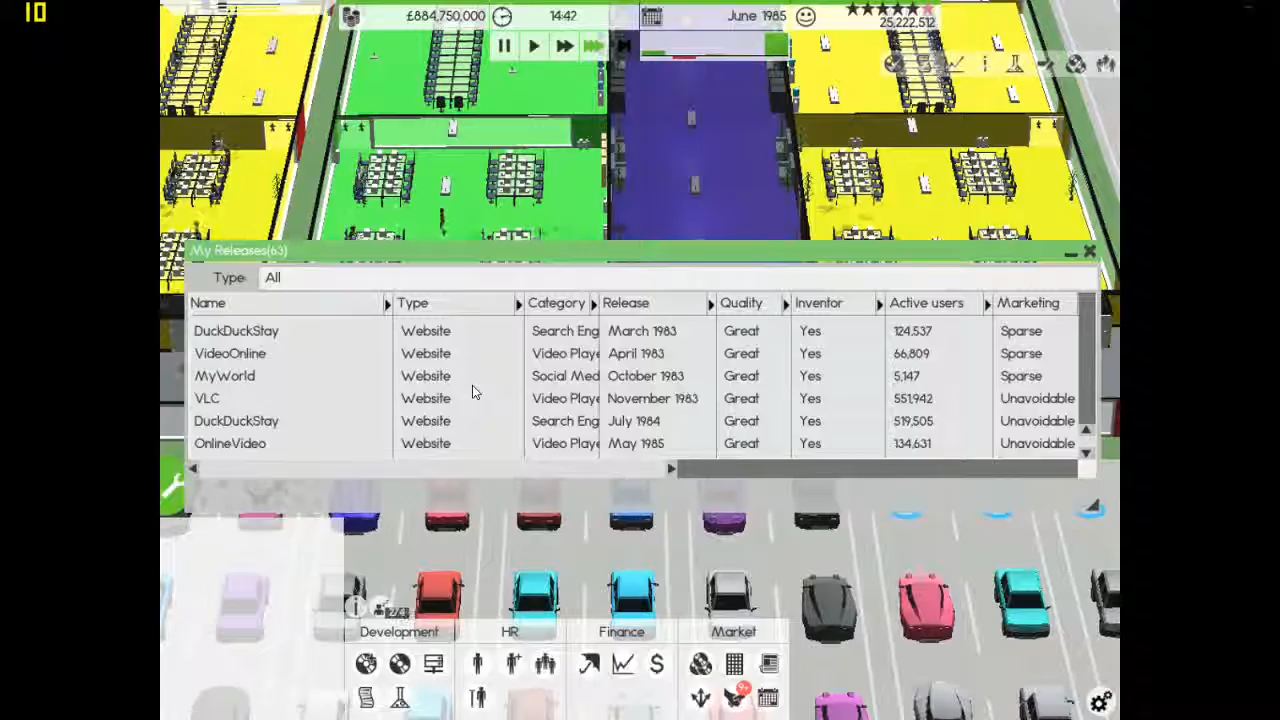 10
£884,750,000 14:42 June 1985 25,222,512
My Releases(63)
Type: All
Name Type Category Release Quality Inventor Active users Marketing
DuckDuckStay Website Search Eng March 1983 Great Yes 124,537 Sparse
VideoOnline Website Video Playe April 1983 Great Yes 66,809 Sparse
MyWorld Website Social Med October 1983 Great Yes 5,147 Sparse
VLC Website Video Playe November 1983 Great Yes 551,942 Unavoidable
DuckDuckStay Website Search Eng July 1984 Great Yes 519,505 Unavoidable
OnlineVideo Website Video Playe May 1985 Great Yes 134,631 Unavoidable
2/4
Development HR Finance Market
9+